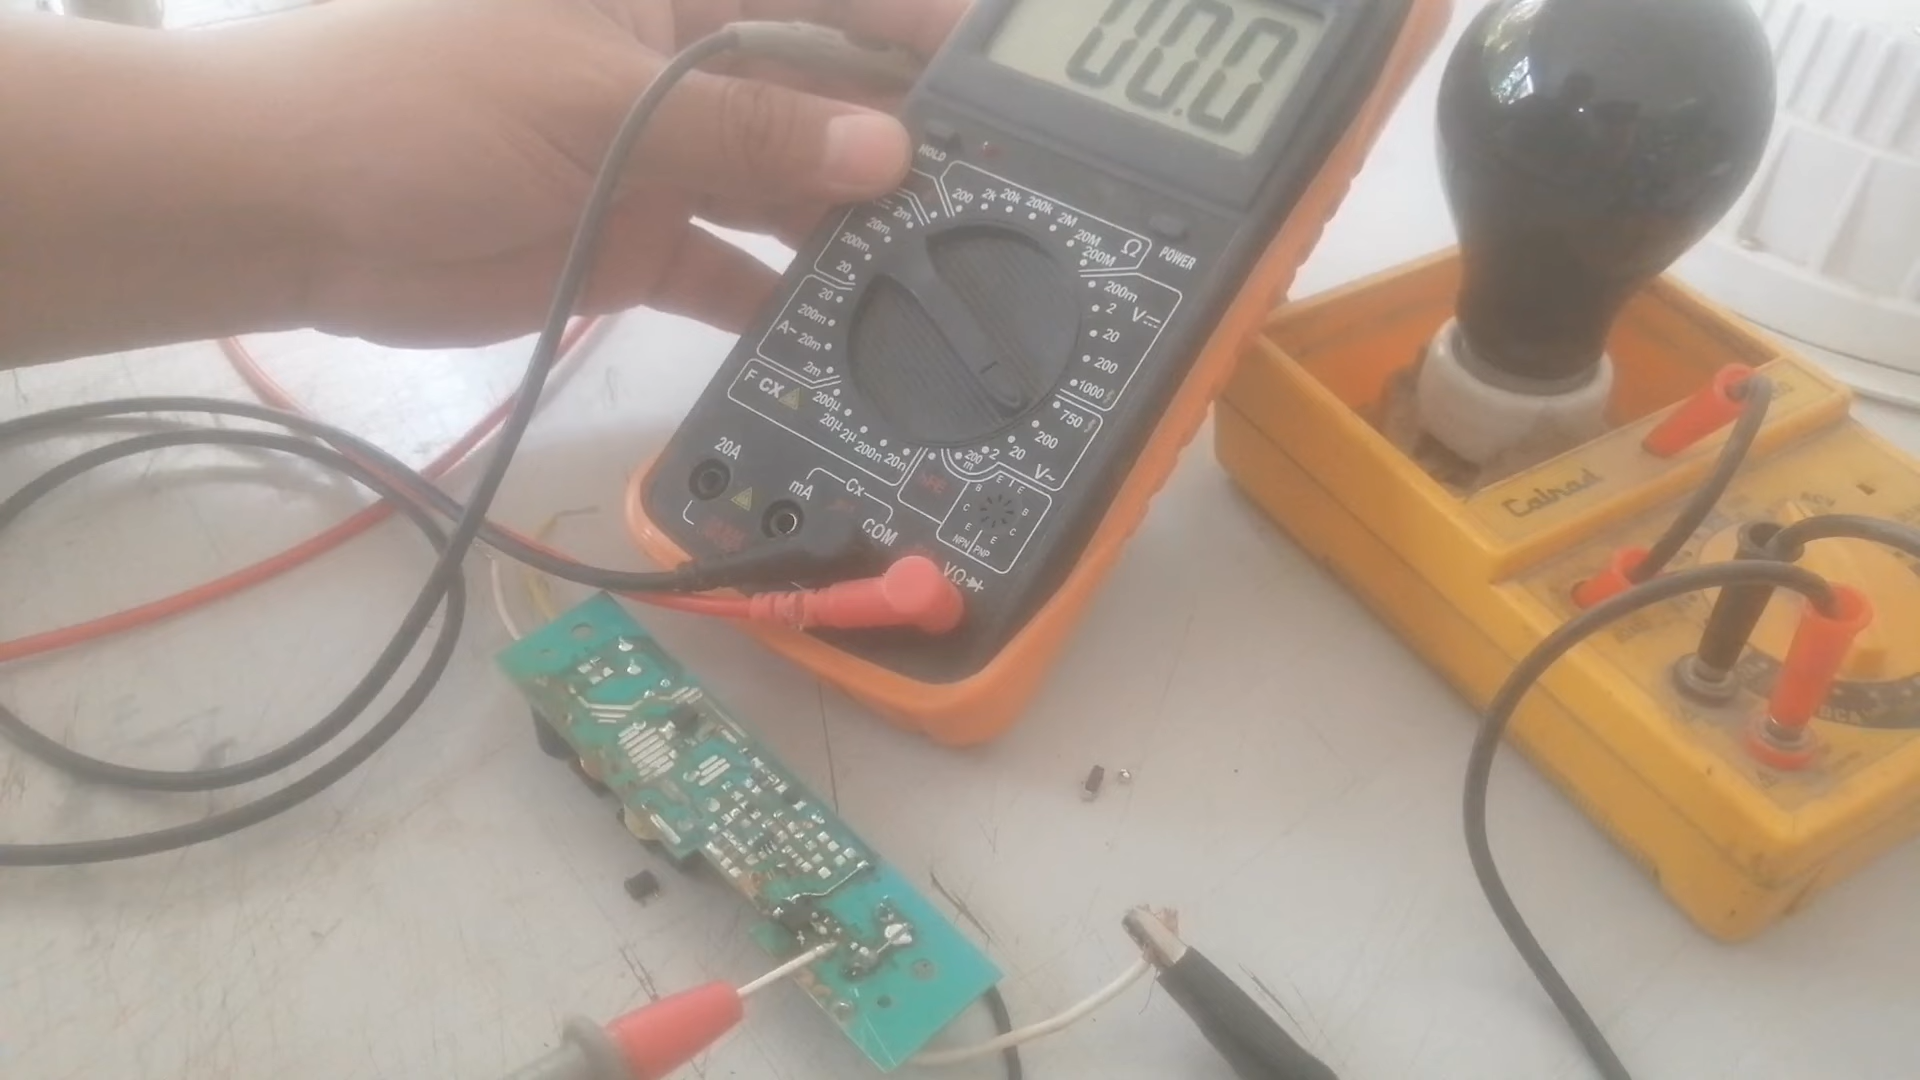 00.0
HOLD
POWER
200 2k 20k 200k 2M 20M 200M Ω
2m
20m
200m
20
A~
20
200m
20m
2m
200m
2
20
200
1000
V
750
200
20
2
200m
V~
F CX
200µ
20µ 2µ 200n 20n
hFE
E E
B B
C C
E E
NPN PNP
20A
mA
Cx
COM
VΩ
Calrad